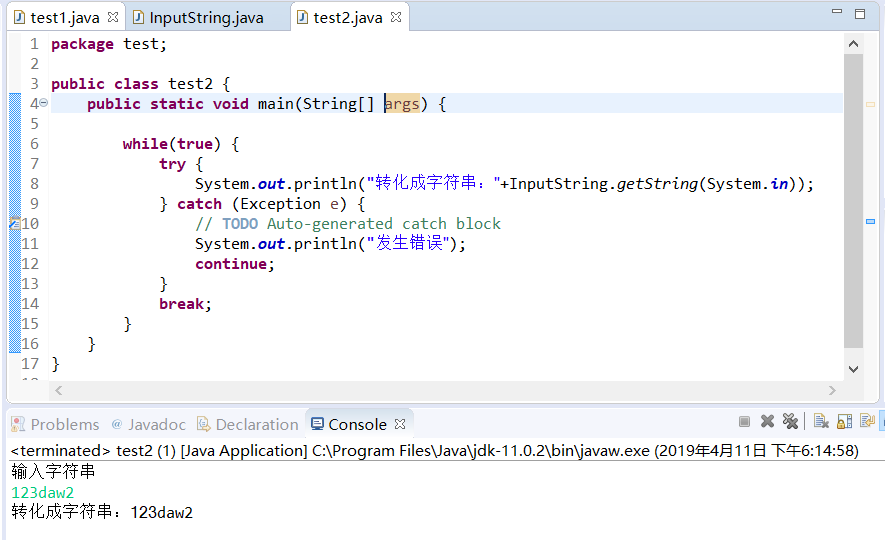 test1.java InputString.java test2.java
1 package test;
2
3 public class test2 {
4 public static void main(String[] args) {
5
6 while(true) {
7 try {
8 System.out.println("转化成字符串："+InputString.getString(System.in));
9 } catch (Exception e) {
10 // TODO Auto-generated catch block
11 System.out.println("发生错误");
12 continue;
13 }
14 break;
15 }
16 }
17 }
Problems @ Javadoc Declaration Console
<terminated> test2 (1) [Java Application] C:\Program Files\Java\jdk-11.0.2\bin\javaw.exe (2019年4月11日 下午6:14:58)
输入字符串
123daw2
转化成字符串：123daw2